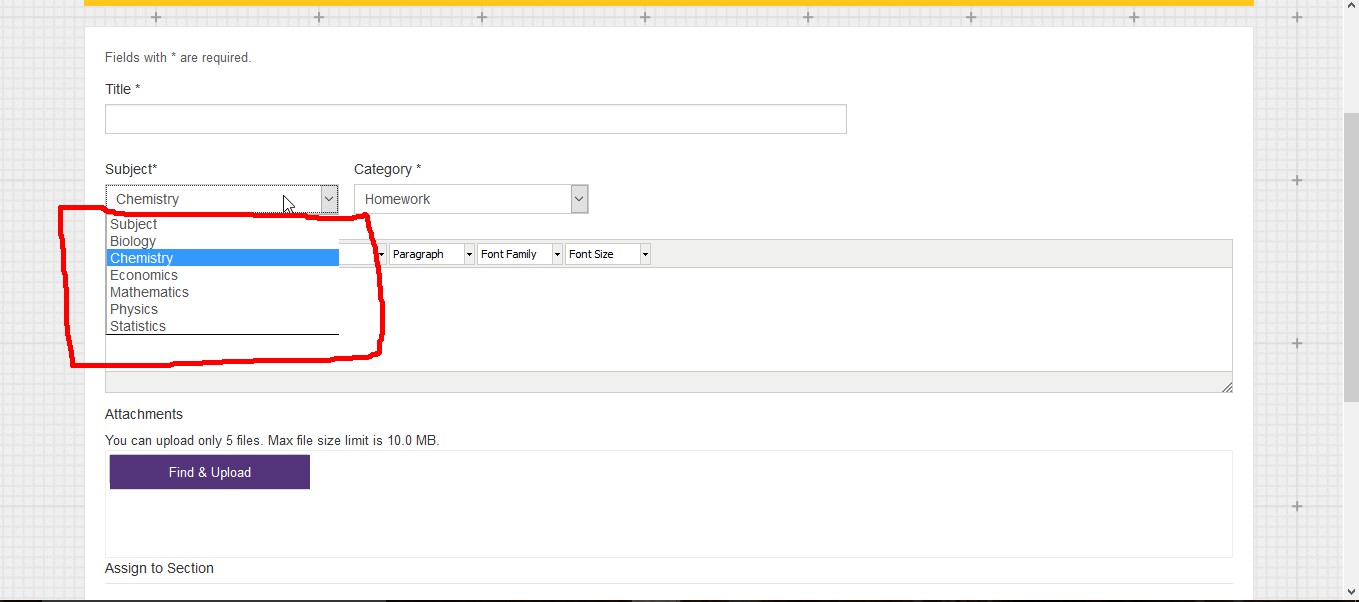 Fields with * are required.
Title *
Subject* Category *
Chemistry Homework
Subject
Biology
Chemistry
Economics
Mathematics
Physics
Statistics
Paragraph Font Family Font Size
Attachments
You can upload only 5 files. Max file size limit is 10.0 MB.
Find & Upload
Assign to Section